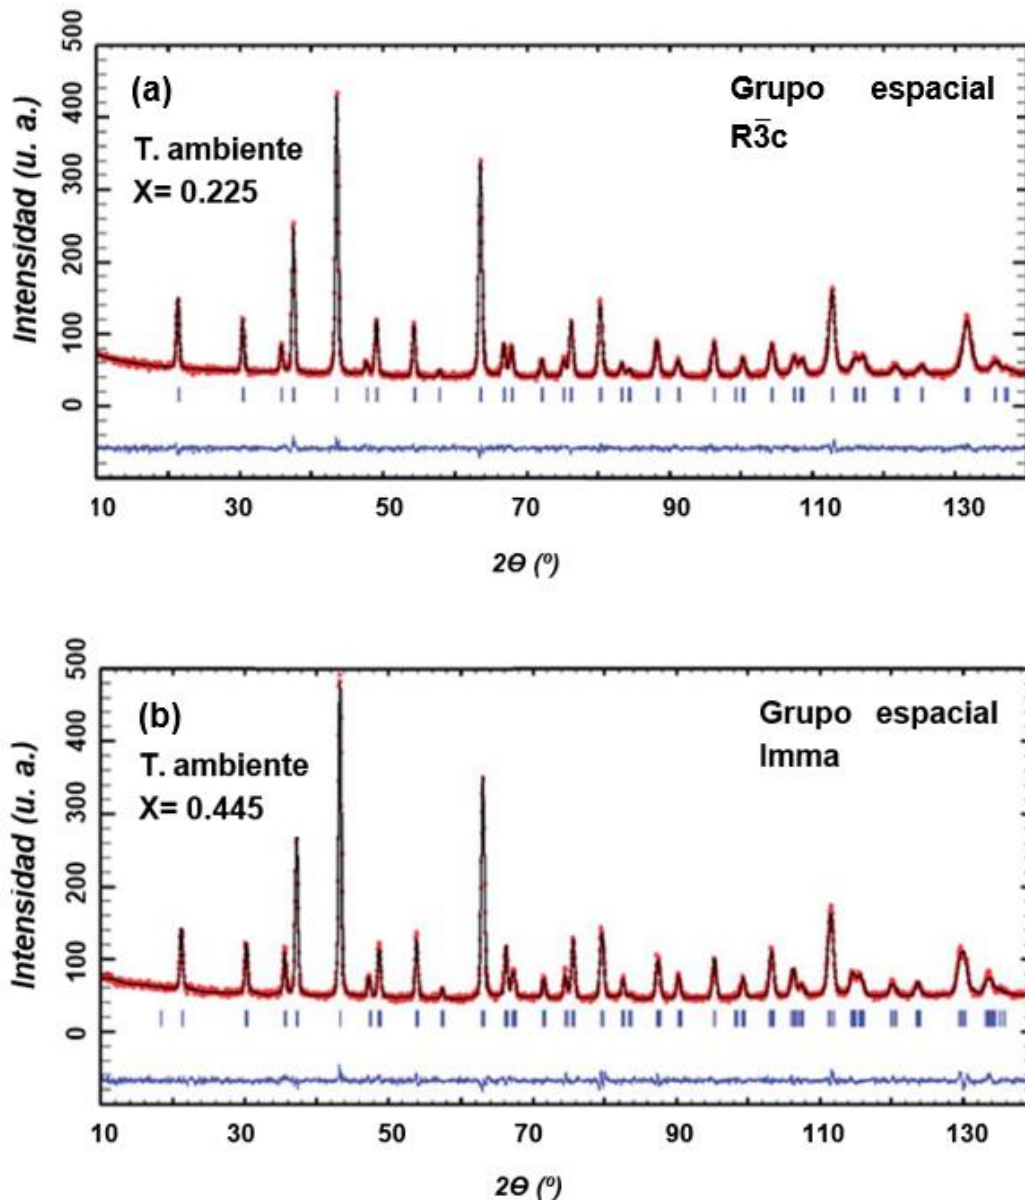 500
400
300
200
100
0
Intensidad (u. a.)
(a)
T. ambiente
X= 0.225
Grupo espacial
R3̅c
10 30 50 70 90 110 130
2Ɵ (º)
500
400
300
200
100
0
Intensidad (u. a.)
(b)
T. ambiente
X= 0.445
Grupo espacial
Imma
10 30 50 70 90 110 130
2Ɵ (º)